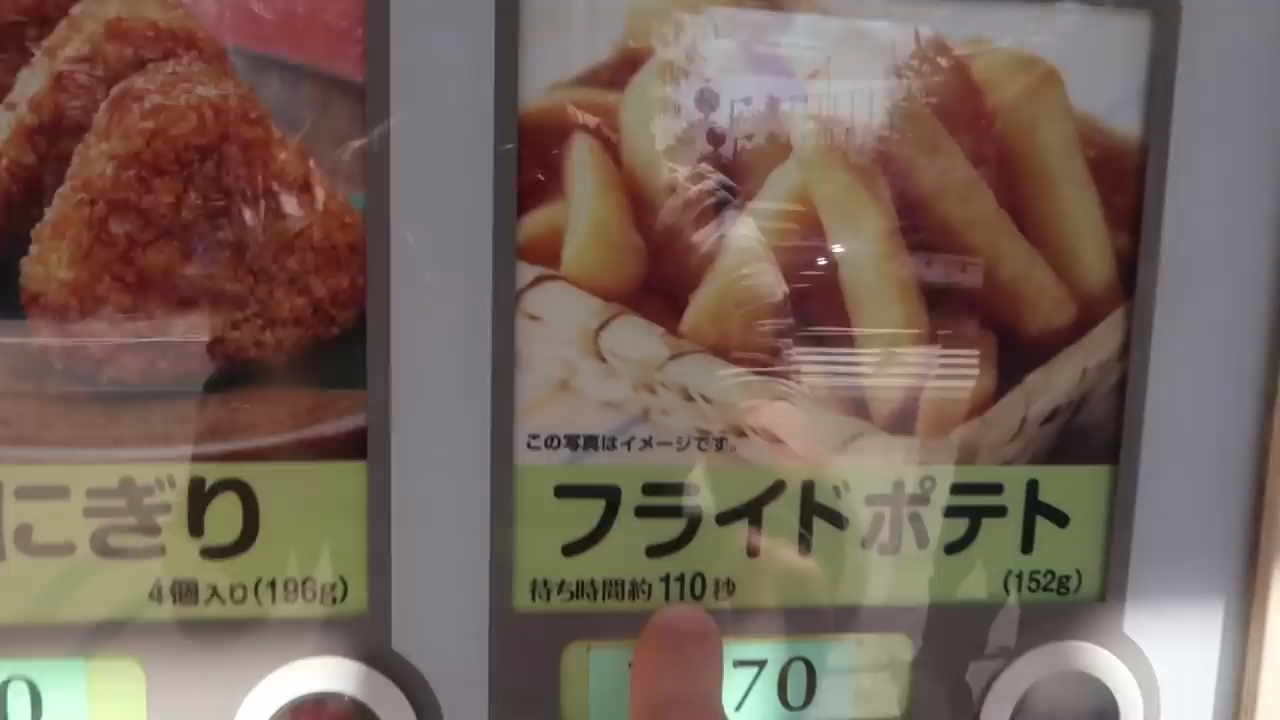 この写真はイメージです。
にぎり
4個入り(196g)
フライドポテト
待ち時間約110秒
(152g)
0
70